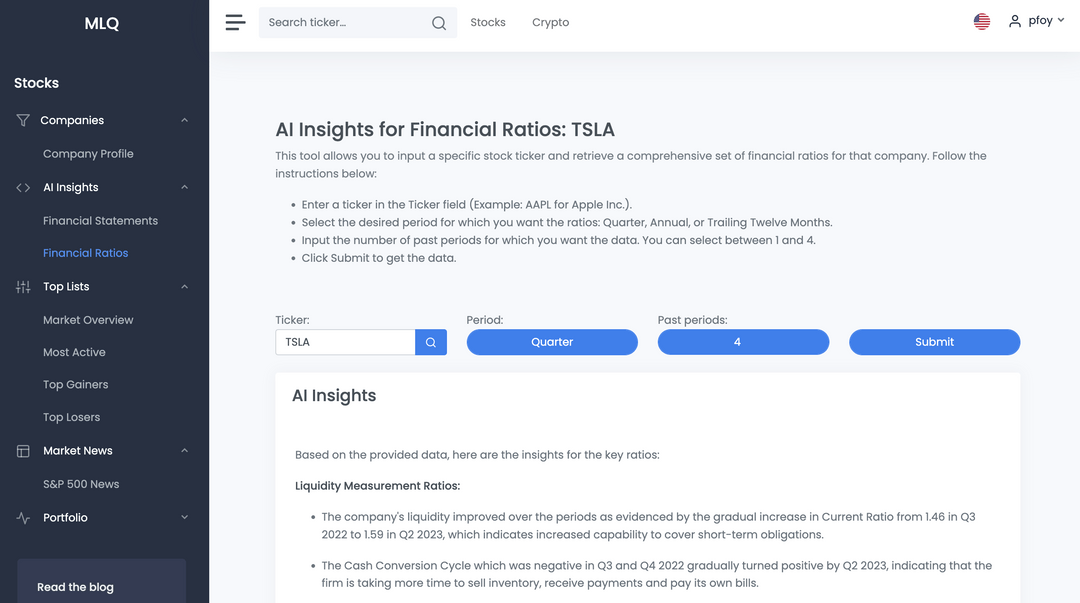 MLQ
Search ticker...
Stocks
Crypto
pfoy
Stocks
Companies
Company Profile
AI Insights
Financial Statements
Financial Ratios
Top Lists
Market Overview
Most Active
Top Gainers
Top Losers
Market News
S&P 500 News
Portfolio
Read the blog
AI Insights for Financial Ratios: TSLA
This tool allows you to input a specific stock ticker and retrieve a comprehensive set of financial ratios for that company. Follow the
instructions below:
• Enter a ticker in the Ticker field (Example: AAPL for Apple Inc.).
• Select the desired period for which you want the ratios: Quarter, Annual, or Trailing Twelve Months.
• Input the number of past periods for which you want the data. You can select between 1 and 4.
• Click Submit to get the data.
Ticker:
Period:
Past periods:
TSLA
Quarter
4
Submit
AI Insights
Based on the provided data, here are the insights for the key ratios:
Liquidity Measurement Ratios:
• The company's liquidity improved over the periods as evidenced by the gradual increase in Current Ratio from 1.46 in Q3
2022 to 1.59 in Q2 2023, which indicates increased capability to cover short-term obligations.
• The Cash Conversion Cycle which was negative in Q3 and Q4 2022 gradually turned positive by Q2 2023, indicating that the
firm is taking more time to sell inventory, receive payments and pay its own bills.